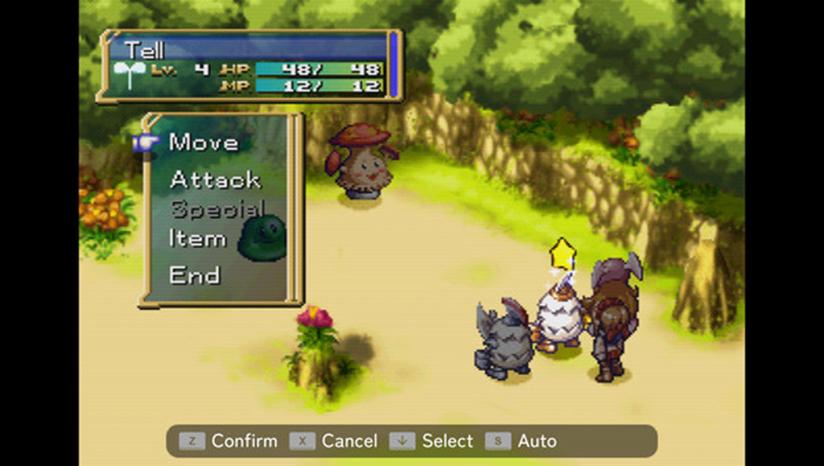 Tell
Lv. 4 HP 48/ 48
MP 12/ 12
Move
Attack
Special
Item
End
Z Confirm X Cancel ↓ Select S Auto